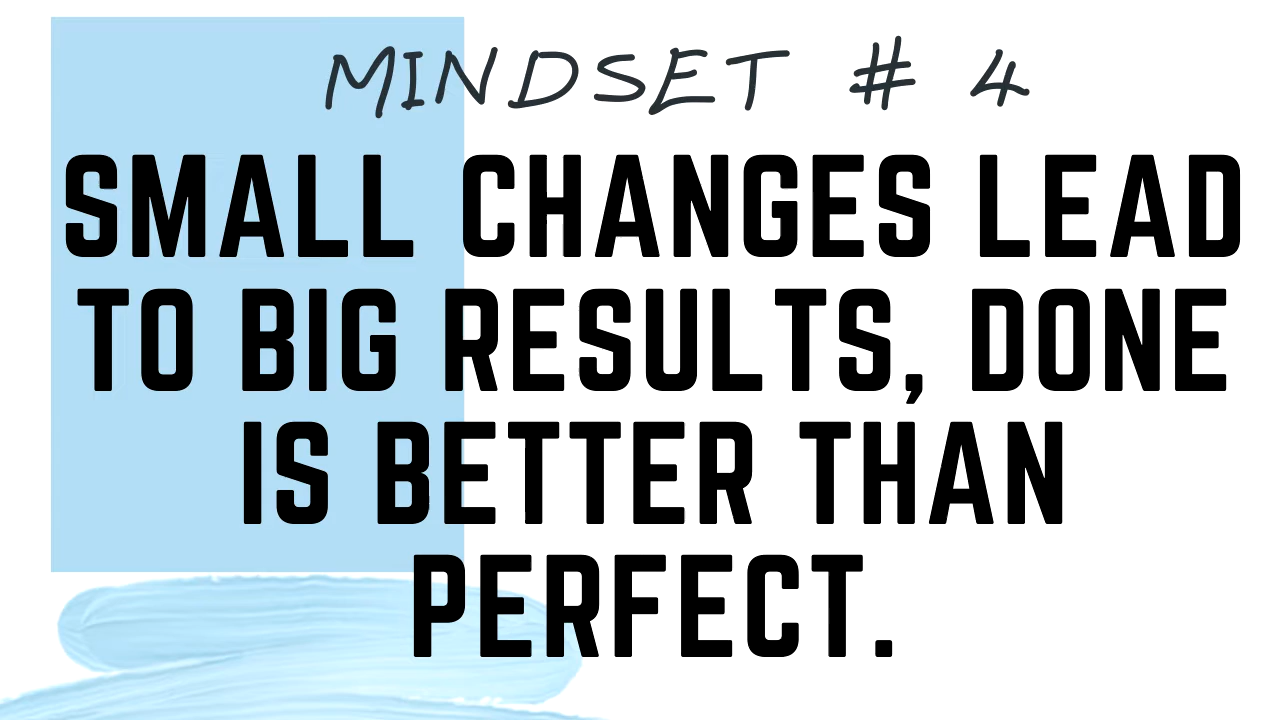 MINDSET # 4
SMALL CHANGES LEAD
TO BIG RESULTS, DONE
IS BETTER THAN
PERFECT.